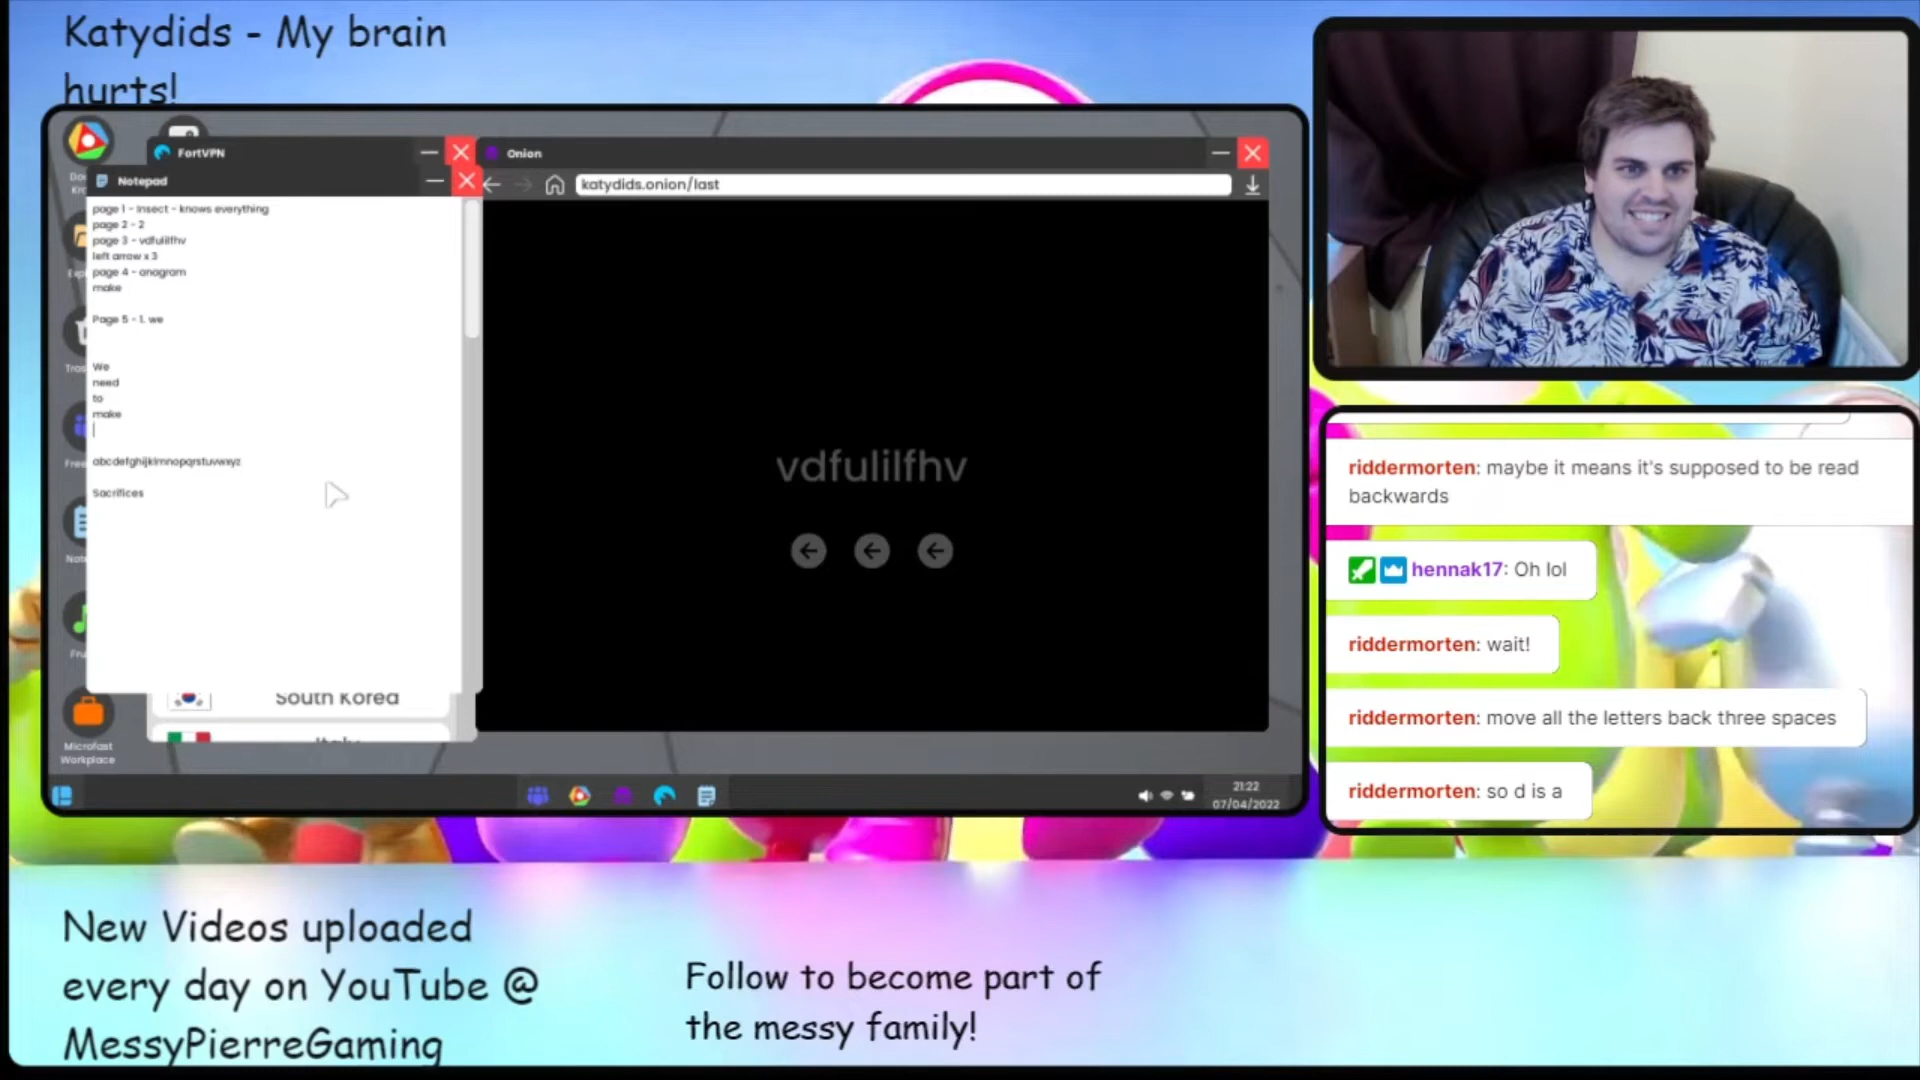 Katydids - My brain
hurts!
FortVPN
Onion
Notepad
katydids.onion/last
page 1 - Insect - knows everything
page 2 - 2
page 3 - vdfulilfhv
left arrow x 3
page 4 - anagram
make
Page 5 - 1. we
We
need
to
make
abcdefghijklmnopqrstuvwxyz
Sacrifices
vdfulilfhv
South Korea
Microfast
Workplace
21:22
07/04/2022
riddermorten: maybe it means it's supposed to be read
backwards
hennak17: Oh lol
riddermorten: wait!
riddermorten: move all the letters back three spaces
riddermorten: so d is a
New Videos uploaded
every day on YouTube @
MessyPierreGaming
Follow to become part of
the messy family!